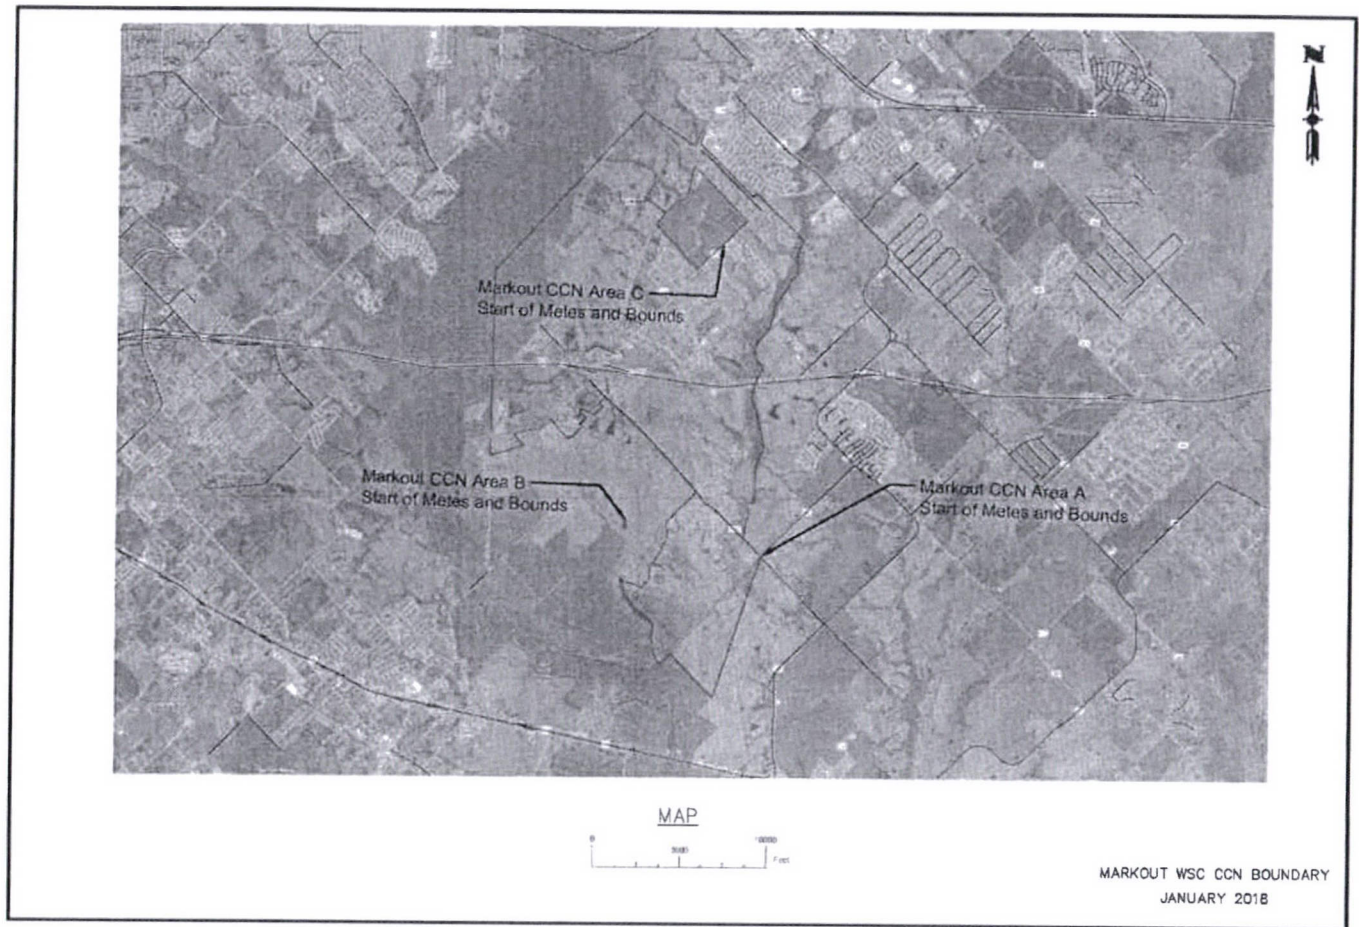 N
Markout CCN Area C
Start of Metes and Bounds
Markout CCN Area B
Start of Metes and Bounds
Markout CCN Area A
Start of Metes and Bounds
MAP
0
5000
10000
Feet
MARKOUT WSC CCN BOUNDARY
JANUARY 2018